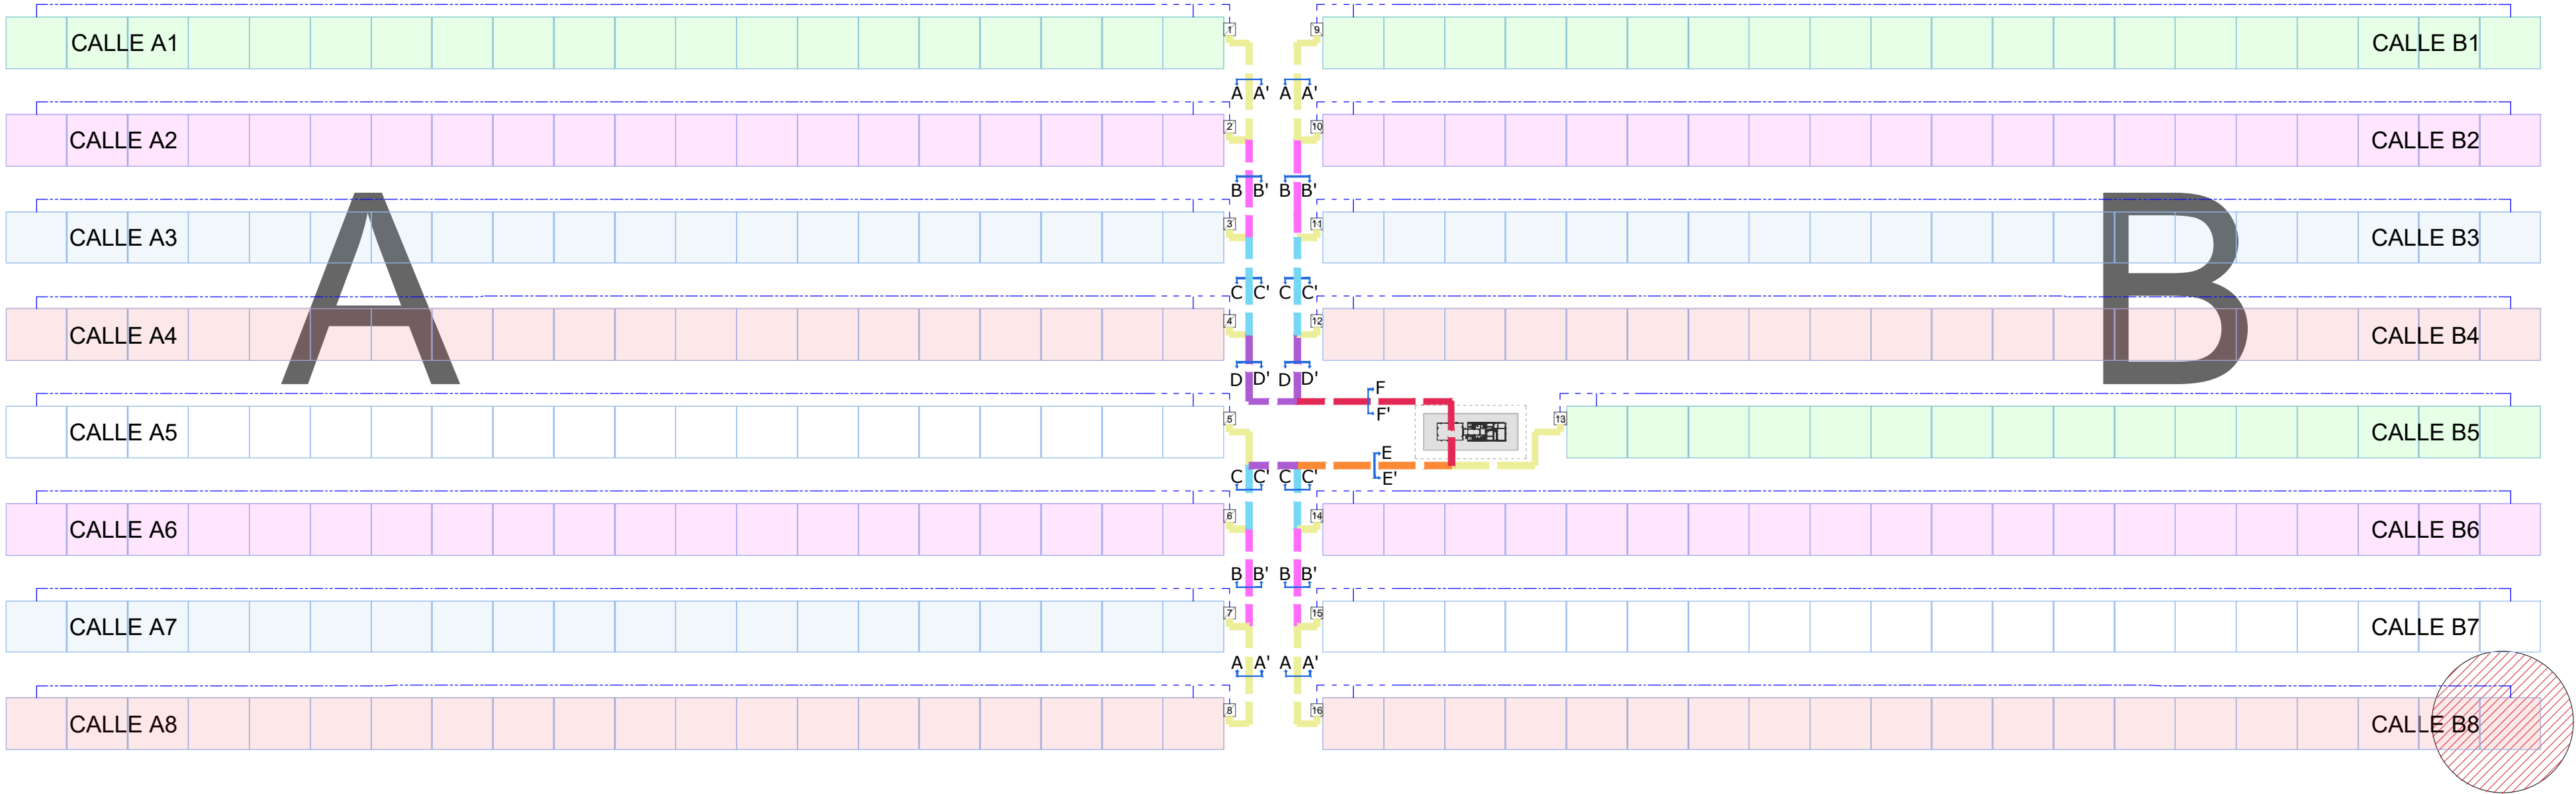 CALLE A1
1
9
CALLE B1
A A' A A'
CALLE A2
2
10
CALLE B2
B B' B B'
CALLE A3
3
11
CALLE B3
A
B
C C' C C'
CALLE A4
4
12
CALLE B4
D D' D D'
F
F'
CALLE A5
5
13
CALLE B5
E
E'
C C' C C'
CALLE A6
6
14
CALLE B6
B B' B B'
CALLE A7
7
15
CALLE B7
A A' A A'
CALLE A8
8
16
CALLE B8